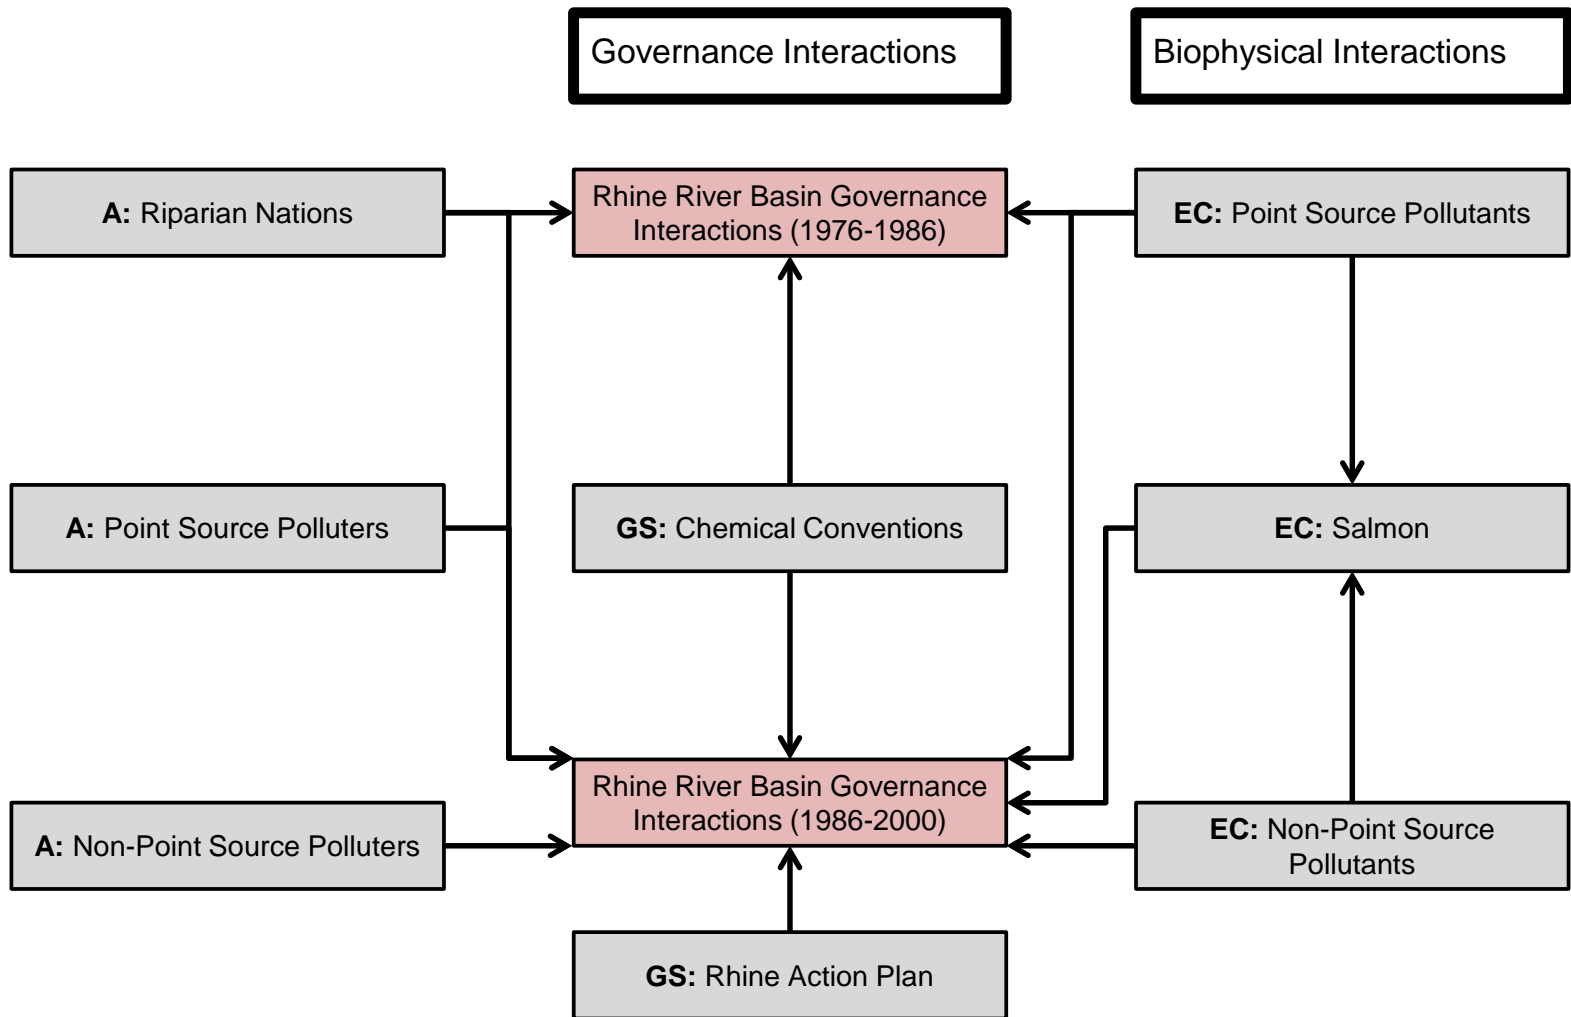 Governance Interactions
Biophysical Interactions
A: Riparian Nations
Rhine River Basin Governance
Interactions (1976-1986)
EC: Point Source Pollutants
A: Point Source Polluters
GS: Chemical Conventions
EC: Salmon
Rhine River Basin Governance
Interactions (1986-2000)
A: Non-Point Source Polluters
EC: Non-Point Source
Pollutants
GS: Rhine Action Plan